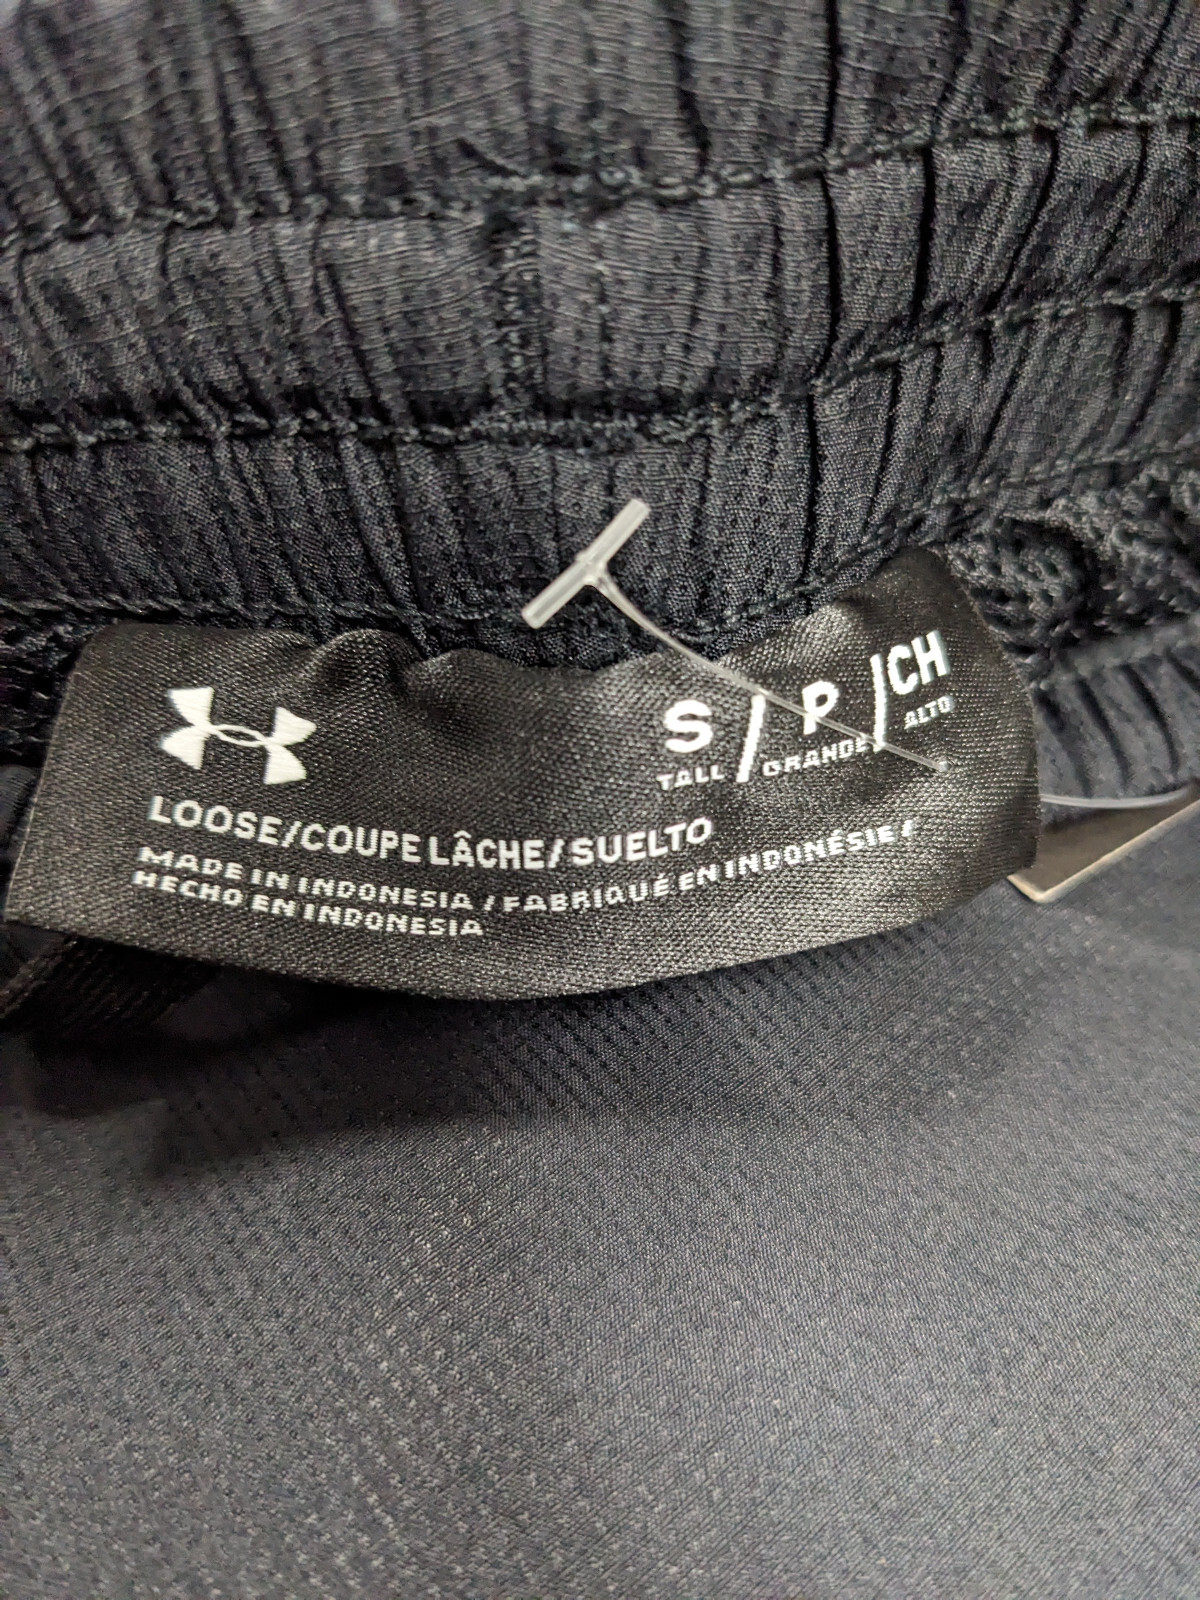 S / P / CH
TALL / GRANDE / ALTO
LOOSE/COUPE LÂCHE/SUELTO
MADE IN INDONESIA / FABRIQUÉ EN INDONÉSIE /
HECHO EN INDONESIA